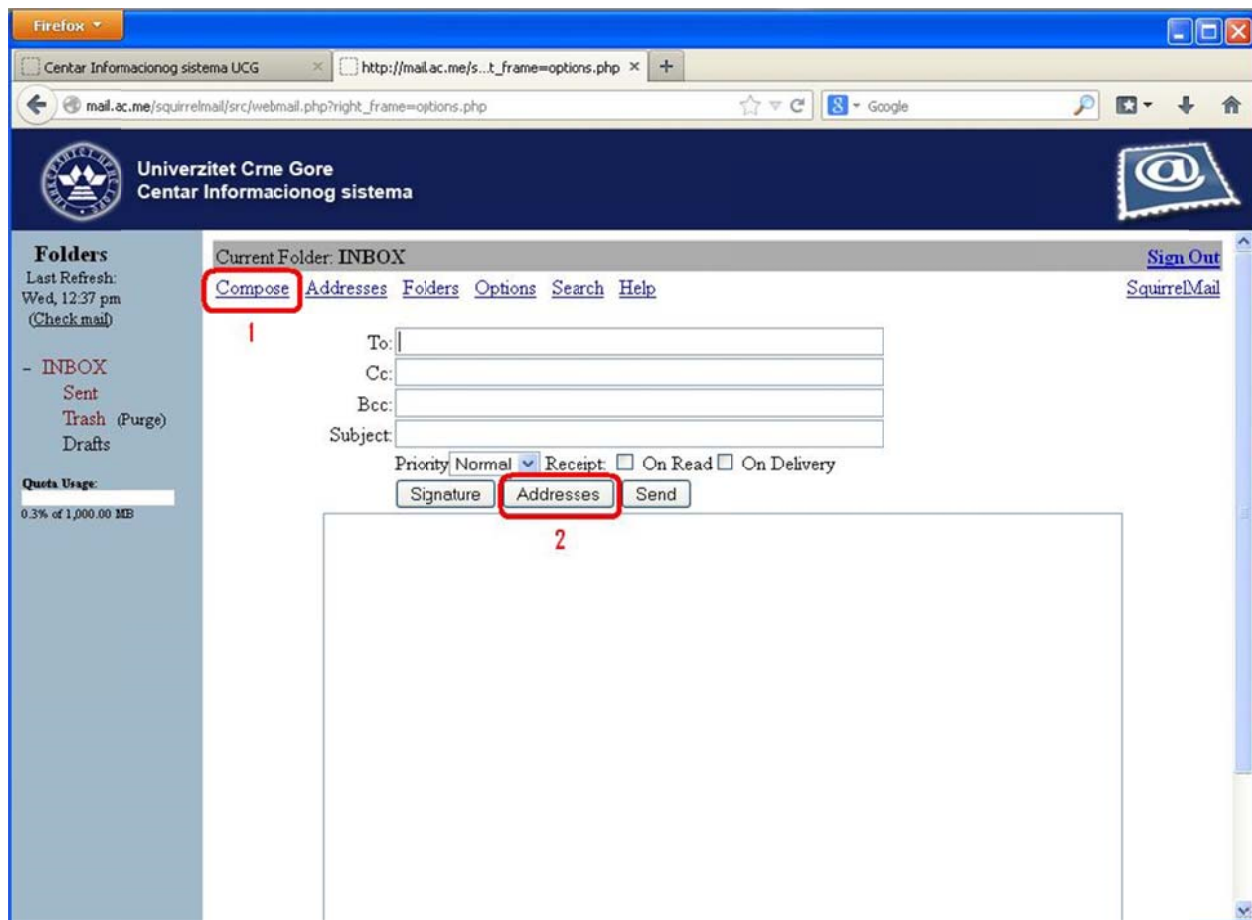 Firefox
Centar Informacionog sistema UCG
http://mail.ac.me/s...t_frame=options.php
mail.ac.me/squirrelmail/src/webmail.php?right_frame=options.php
Google
Univerzitet Crne Gore
Centar Informacionog sistema
Folders
Last Refresh:
Wed, 12:37 pm
(Check mail)
- INBOX
Sent
Trash (Purge)
Drafts
Quota Usage:
0.3% of 1,000.00 MB
Current Folder: INBOX Sign Out
Compose Addresses Folders Options Search Help SquirrelMail
1
To:
Cc:
Bcc:
Subject:
Priority Normal Receipt: On Read On Delivery
Signature Addresses Send
2